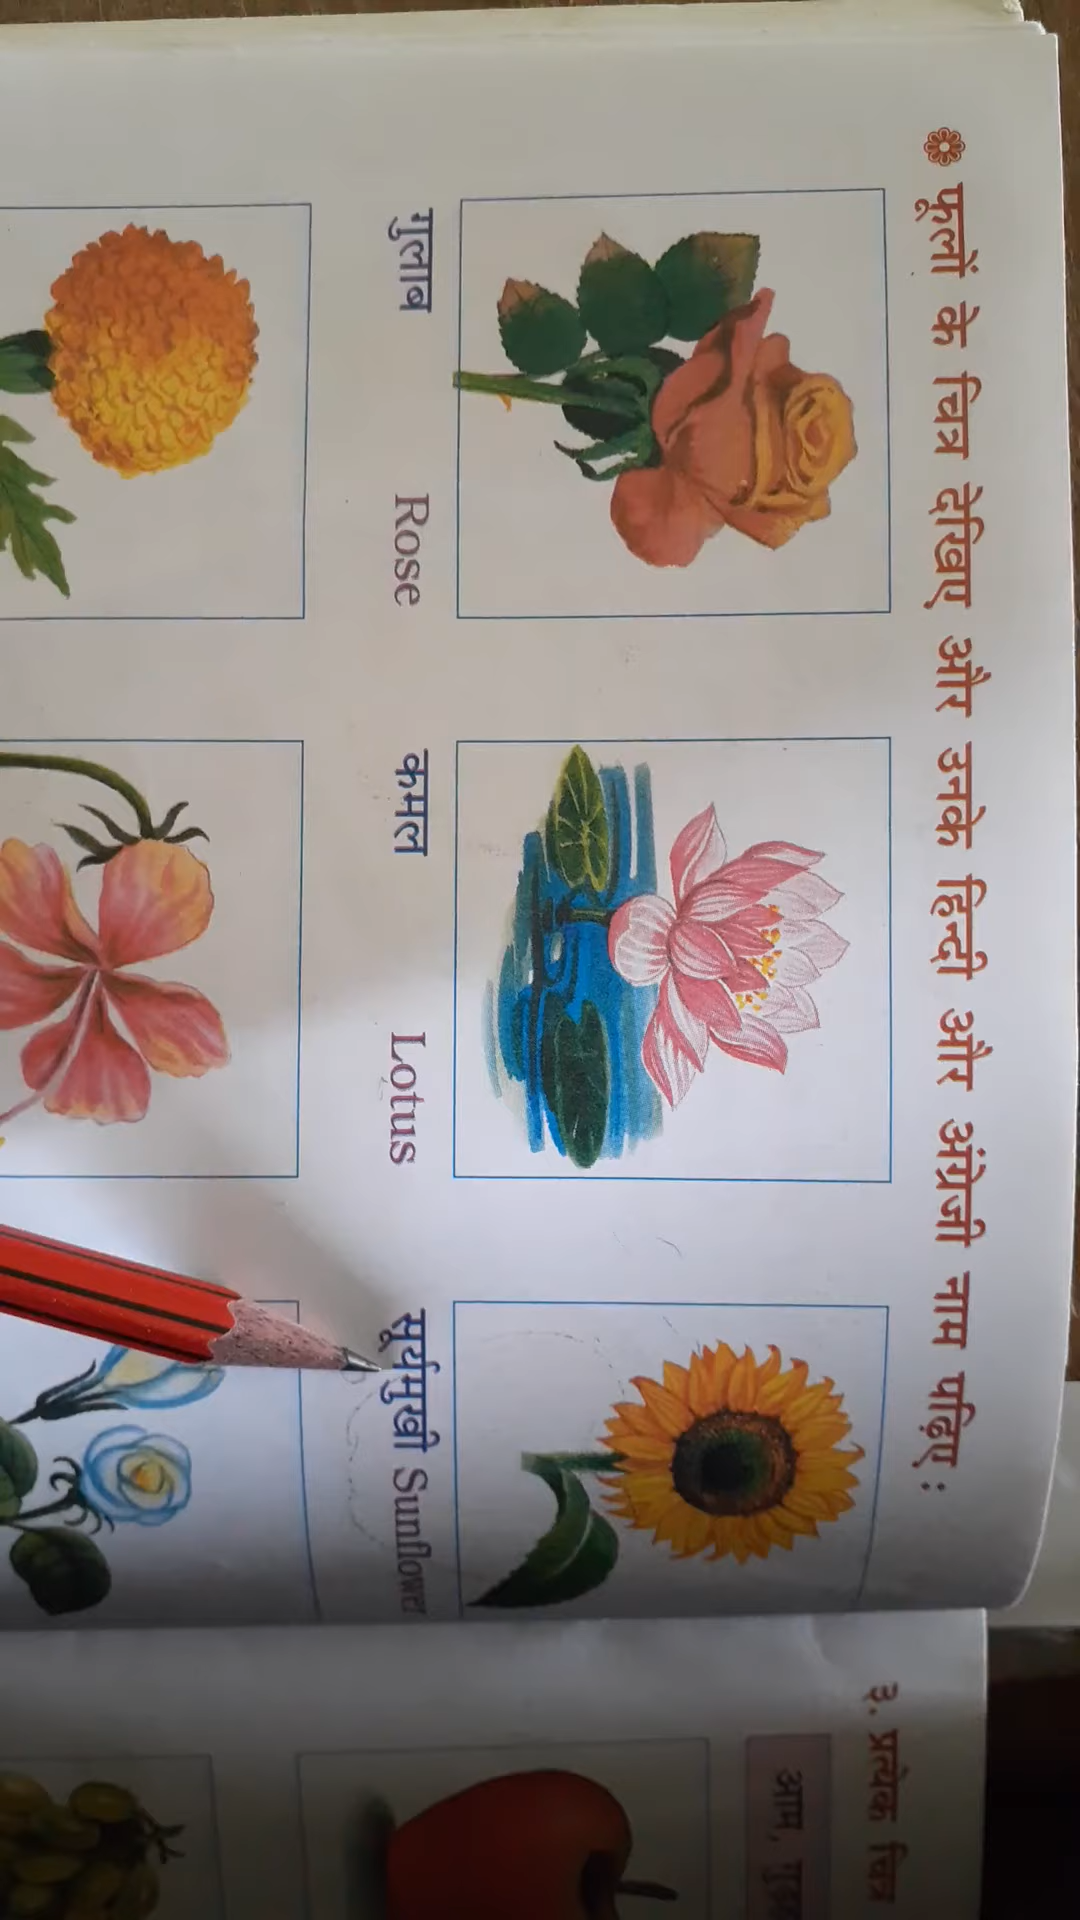 फूलों के चित्र देखिए और उनके हिन्दी और अंग्रेजी नाम पढ़िए :
गुलाब Rose
कमल Lotus
सूर्यमुखी Sunflower
३. प्रत्येक चित्र
आम,